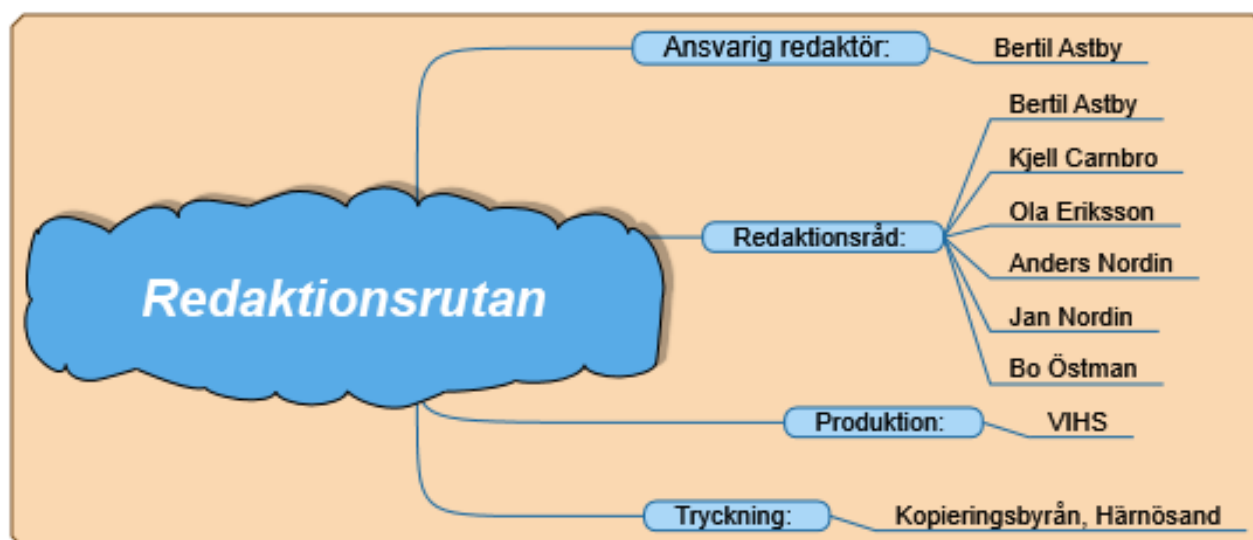 Redaktionsrutan
Ansvarig redaktör:
Bertil Astby
Redaktionsråd:
Bertil Astby
Kjell Carnbro
Ola Eriksson
Anders Nordin
Jan Nordin
Bo Östman
Produktion:
VIHS
Tryckning:
Kopieringsbyrån, Härnösand